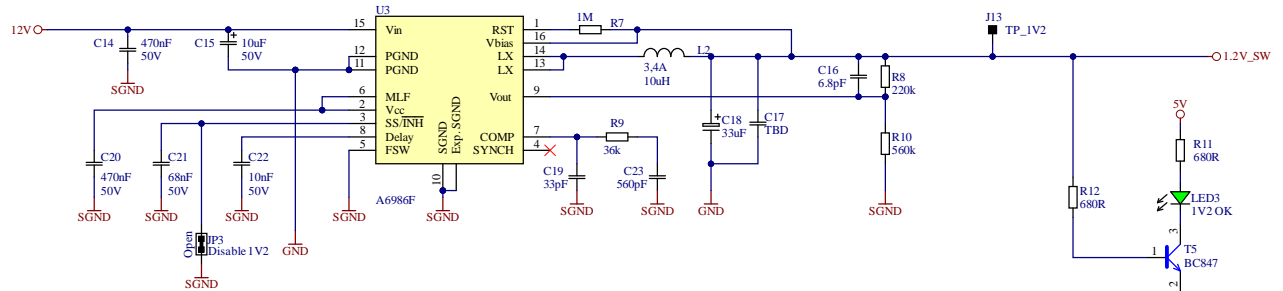 U3
J13
12V
15
Vin
RST
1
1M
R7
TP_1V2
C14
470nF
50V
C15
+
10uF
50V
Vbias
16
12
PGND
LX
14
L2
1.2V_SW
11
PGND
LX
13
3,4A
10uH
C16
6.8pF
R8
220k
SGND
6
MLF
Vout
9
2
Vcc
3
SS/INH
5V
8
Delay
COMP
7
R9
36k
5
FSW
SYNCH
4
SGND
Exp. SGND
10
+
C18
33uF
C17
TBD
R10
560k
R11
680R
C20
470nF
50V
C21
68nF
50V
C22
10nF
50V
C19
33pF
C23
560pF
R12
680R
LED3
1V2 OK
A6986F
SGND
SGND
SGND
SGND
SGND
SGND
SGND
GND
SGND
Open
JP3
Disable 1V2
GND
SGND
3
1
T5
BC847
2